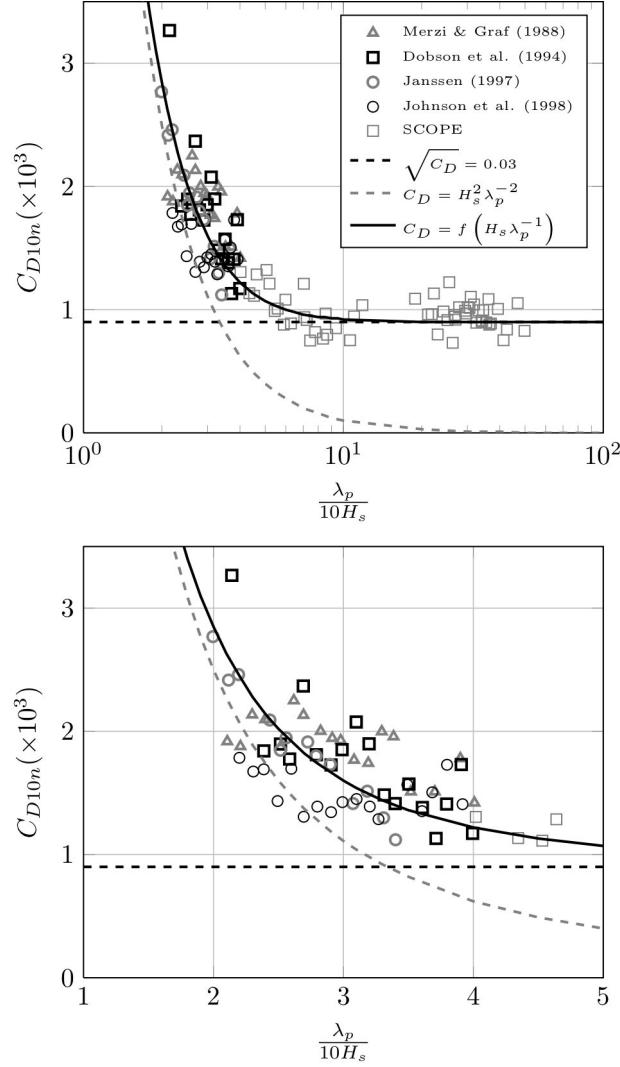 3
2
1
0
10^0
10^1
10^2
C_{D10n}(×10^3)
λ_p / 10H_s
Merzi & Graf (1988)
Dobson et al. (1994)
Janssen (1997)
Johnson et al. (1998)
SCOPE
√C_D = 0.03
C_D = H_s^2 λ_p^{-2}
C_D = f (H_s λ_p^{-1})
3
2
1
0
1
2
3
4
5
C_{D10n}(×10^3)
λ_p / 10H_s